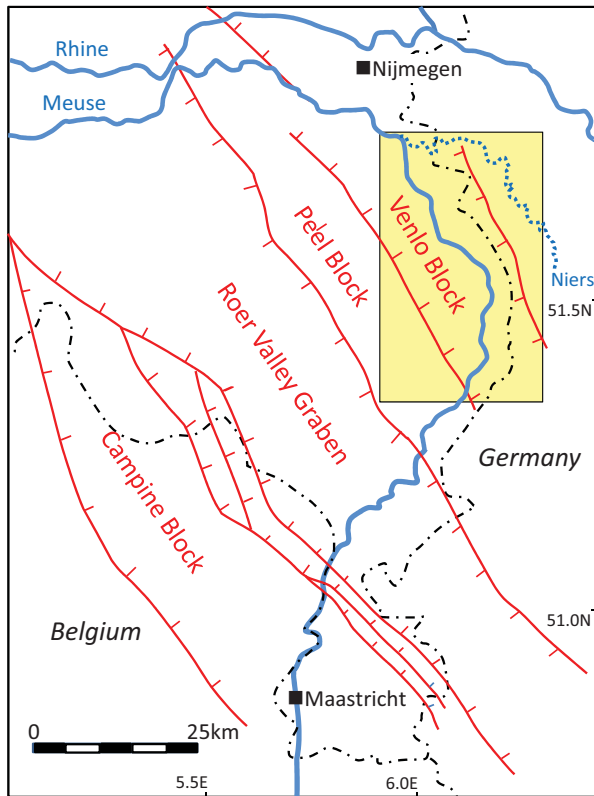 Rhine
Meuse
Nijmegen
Peel Block
Venlo Block
Niers
51.5N
Roer Valley Graben
Germany
Campine Block
Belgium
51.0N
Maastricht
0 25km
5.5E 6.0E